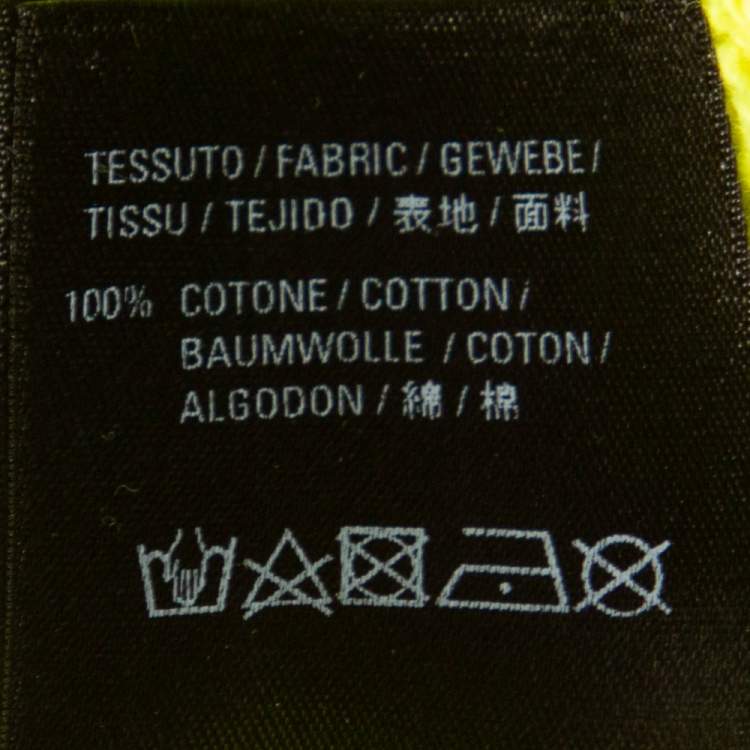 TESSUTO / FABRIC / GEWEBE /
TISSU / TEJIDO / 表地 / 面料
100% COTONE / COTTON /
BAUMWOLLE / COTON /
ALGODON / 綿 / 棉